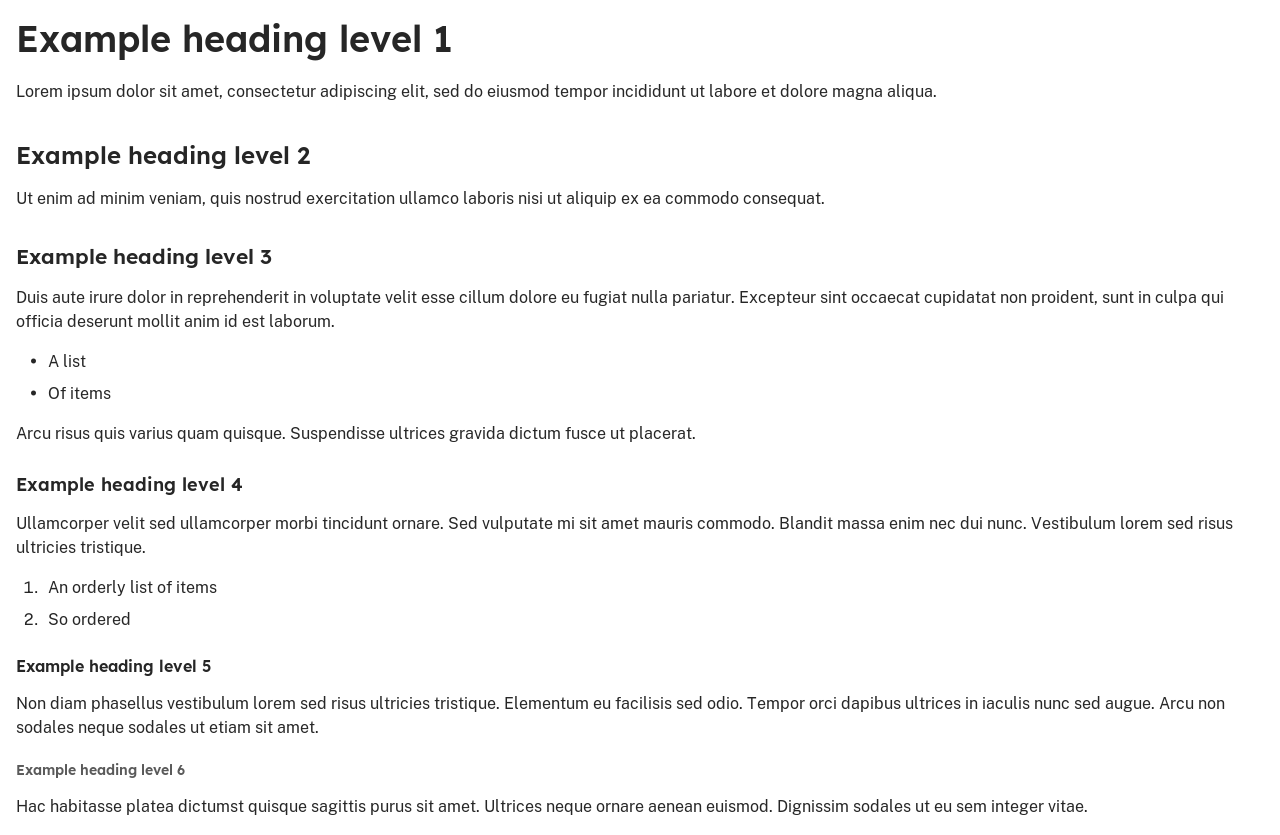 Example heading level 1
Lorem ipsum dolor sit amet, consectetur adipiscing elit, sed do eiusmod tempor incididunt ut labore et dolore magna aliqua.
Example heading level 2
Ut enim ad minim veniam, quis nostrud exercitation ullamco laboris nisi ut aliquip ex ea commodo consequat.
Example heading level 3
Duis aute irure dolor in reprehenderit in voluptate velit esse cillum dolore eu fugiat nulla pariatur. Excepteur sint occaecat cupidatat non proident, sunt in culpa qui
officia deserunt mollit anim id est laborum.
• A list
• Of items
Arcu risus quis varius quam quisque. Suspendisse ultrices gravida dictum fusce ut placerat.
Example heading level 4
Ullamcorper velit sed ullamcorper morbi tincidunt ornare. Sed vulputate mi sit amet mauris commodo. Blandit massa enim nec dui nunc. Vestibulum lorem sed risus
ultricies tristique.
1. An orderly list of items
2. So ordered
Example heading level 5
Non diam phasellus vestibulum lorem sed risus ultricies tristique. Elementum eu facilisis sed odio. Tempor orci dapibus ultrices in iaculis nunc sed augue. Arcu non
sodales neque sodales ut etiam sit amet.
Example heading level 6
Hac habitasse platea dictumst quisque sagittis purus sit amet. Ultrices neque ornare aenean euismod. Dignissim sodales ut eu sem integer vitae.